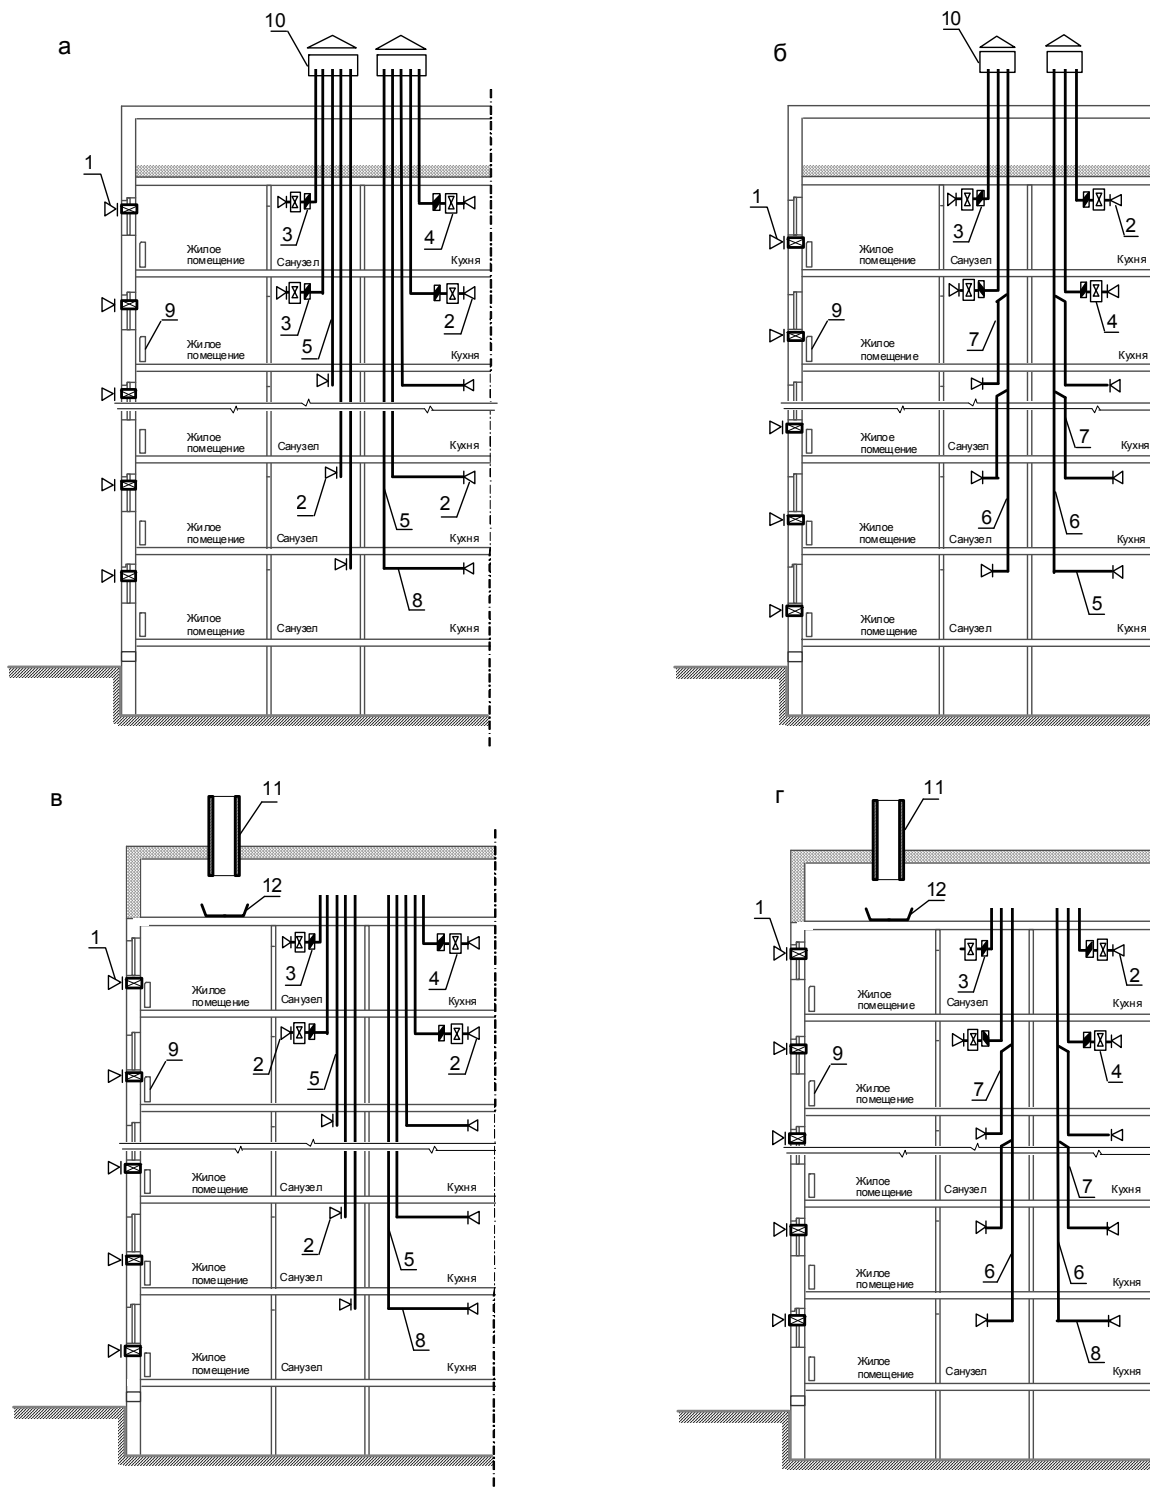 а
10
1
3
4
Жилое
помещение
Санузел
Кухня
9
3
5
2
Жилое
помещение
Кухня
Жилое
помещение
Санузел
Кухня
2
5
2
Жилое
помещение
Санузел
Кухня
8
Жилое
помещение
Санузел
Кухня
б
10
1
3
2
Жилое
помещение
Санузел
Кухня
9
7
4
Жилое
помещение
Кухня
7
Жилое
помещение
Санузел
Кухня
6
6
Жилое
помещение
Санузел
Кухня
5
Жилое
помещение
Санузел
Кухня
в
11
12
1
3
4
Жилое
помещение
Санузел
Кухня
9
2
5
2
Жилое
помещение
Жилое
помещение
Санузел
Кухня
2
5
Жилое
помещение
Кухня
8
Жилое
помещение
Санузел
Кухня
г
11
12
1
3
2
Жилое
помещение
Санузел
Кухня
9
7
4
Жилое
помещение
7
Жилое
помещение
Санузел
Кухня
6
6
Жилое
помещение
Кухня
8
Жилое
помещение
Санузел
Кухня